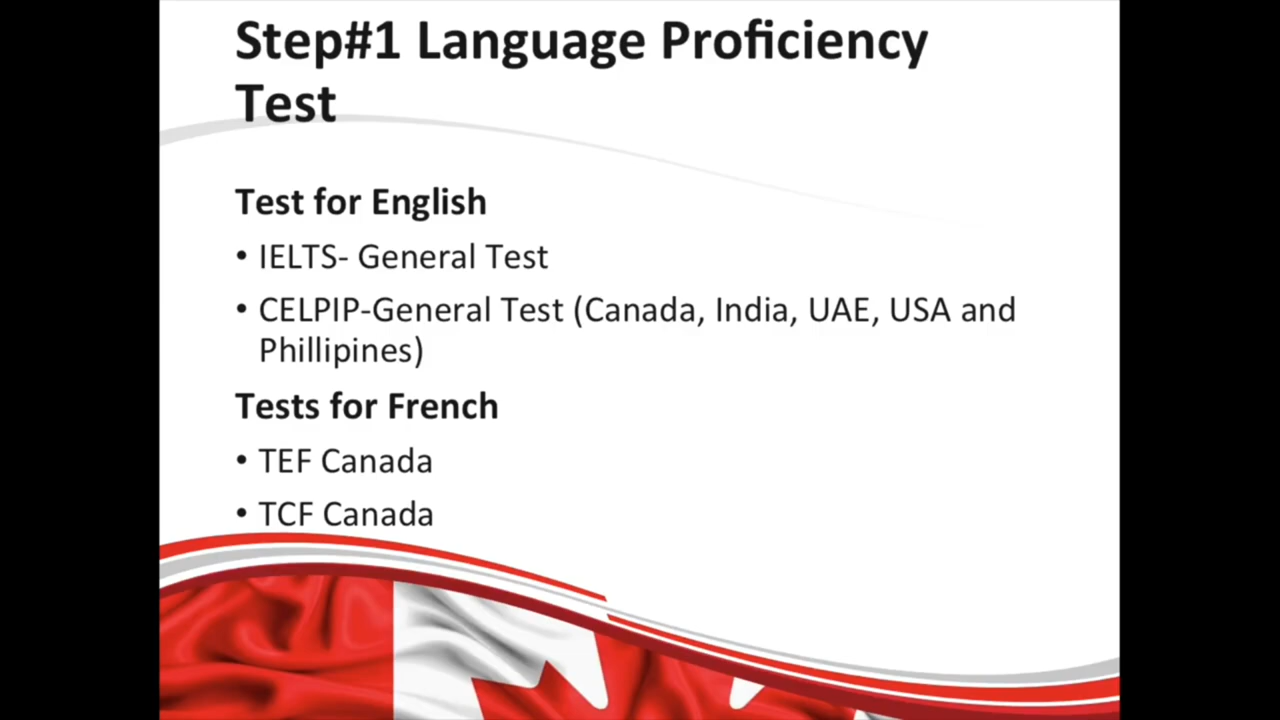 Step#1 Language Proficiency
Test
Test for English
• IELTS- General Test
• CELPIP-General Test (Canada, India, UAE, USA and
Phillipines)
Tests for French
• TEF Canada
• TCF Canada